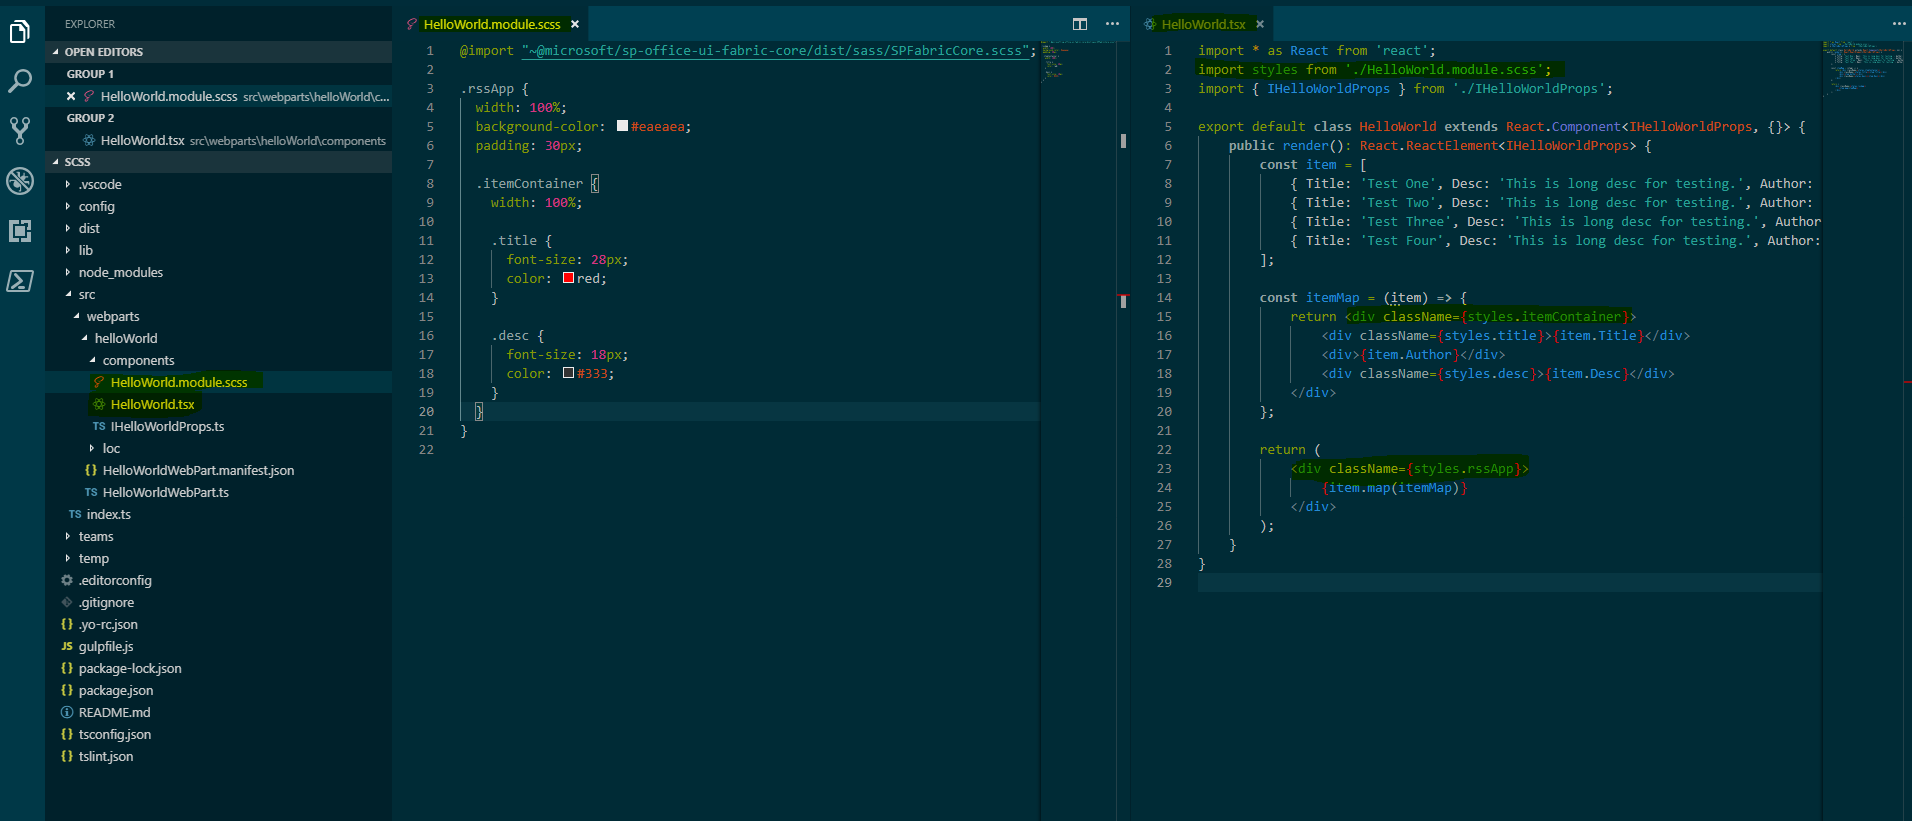 EXPLORER
OPEN EDITORS
GROUP 1
HelloWorld.module.scss src\webparts\helloWorld\c...
GROUP 2
HelloWorld.tsx src\webparts\helloWorld\components
SCSS
.vscode
config
dist
lib
node_modules
src
webparts
helloWorld
components
HelloWorld.module.scss
HelloWorld.tsx
TS IHelloWorldProps.ts
loc
{} HelloWorldWebPart.manifest.json
TS HelloWorldWebPart.ts
TS index.ts
teams
temp
.editorconfig
.gitignore
{} .yo-rc.json
JS gulpfile.js
{} package-lock.json
{} package.json
README.md
{} tsconfig.json
{} tslint.json
HelloWorld.module.scss
1 @import "~@microsoft/sp-office-ui-fabric-core/dist/sass/SPFabricCore.scss";
2
3 .rssApp {
4 width: 100%;
5 background-color: #eaeaea;
6 padding: 30px;
7
8 .itemContainer {
9 width: 100%;
10
11 .title {
12 font-size: 28px;
13 color: red;
14 }
15
16 .desc {
17 font-size: 18px;
18 color: #333;
19 }
20 }
21 }
22
HelloWorld.tsx
1 import * as React from 'react';
2 import styles from './HelloWorld.module.scss';
3 import { IHelloWorldProps } from './IHelloWorldProps';
4
5 export default class HelloWorld extends React.Component<IHelloWorldProps, {}> {
6 public render(): React.ReactElement<IHelloWorldProps> {
7 const item = [
8 { Title: 'Test One', Desc: 'This is long desc for testing.', Author:
9 { Title: 'Test Two', Desc: 'This is long desc for testing.', Author:
10 { Title: 'Test Three', Desc: 'This is long desc for testing.', Author
11 { Title: 'Test Four', Desc: 'This is long desc for testing.', Author:
12 ];
13
14 const itemMap = (item) => {
15 return <div className={styles.itemContainer}>
16 <div className={styles.title}>{item.Title}</div>
17 <div>{item.Author}</div>
18 <div className={styles.desc}>{item.Desc}</div>
19 </div>
20 };
21
22 return (
23 <div className={styles.rssApp}>
24 {item.map(itemMap)}
25 </div>
26 );
27 }
28 }
29